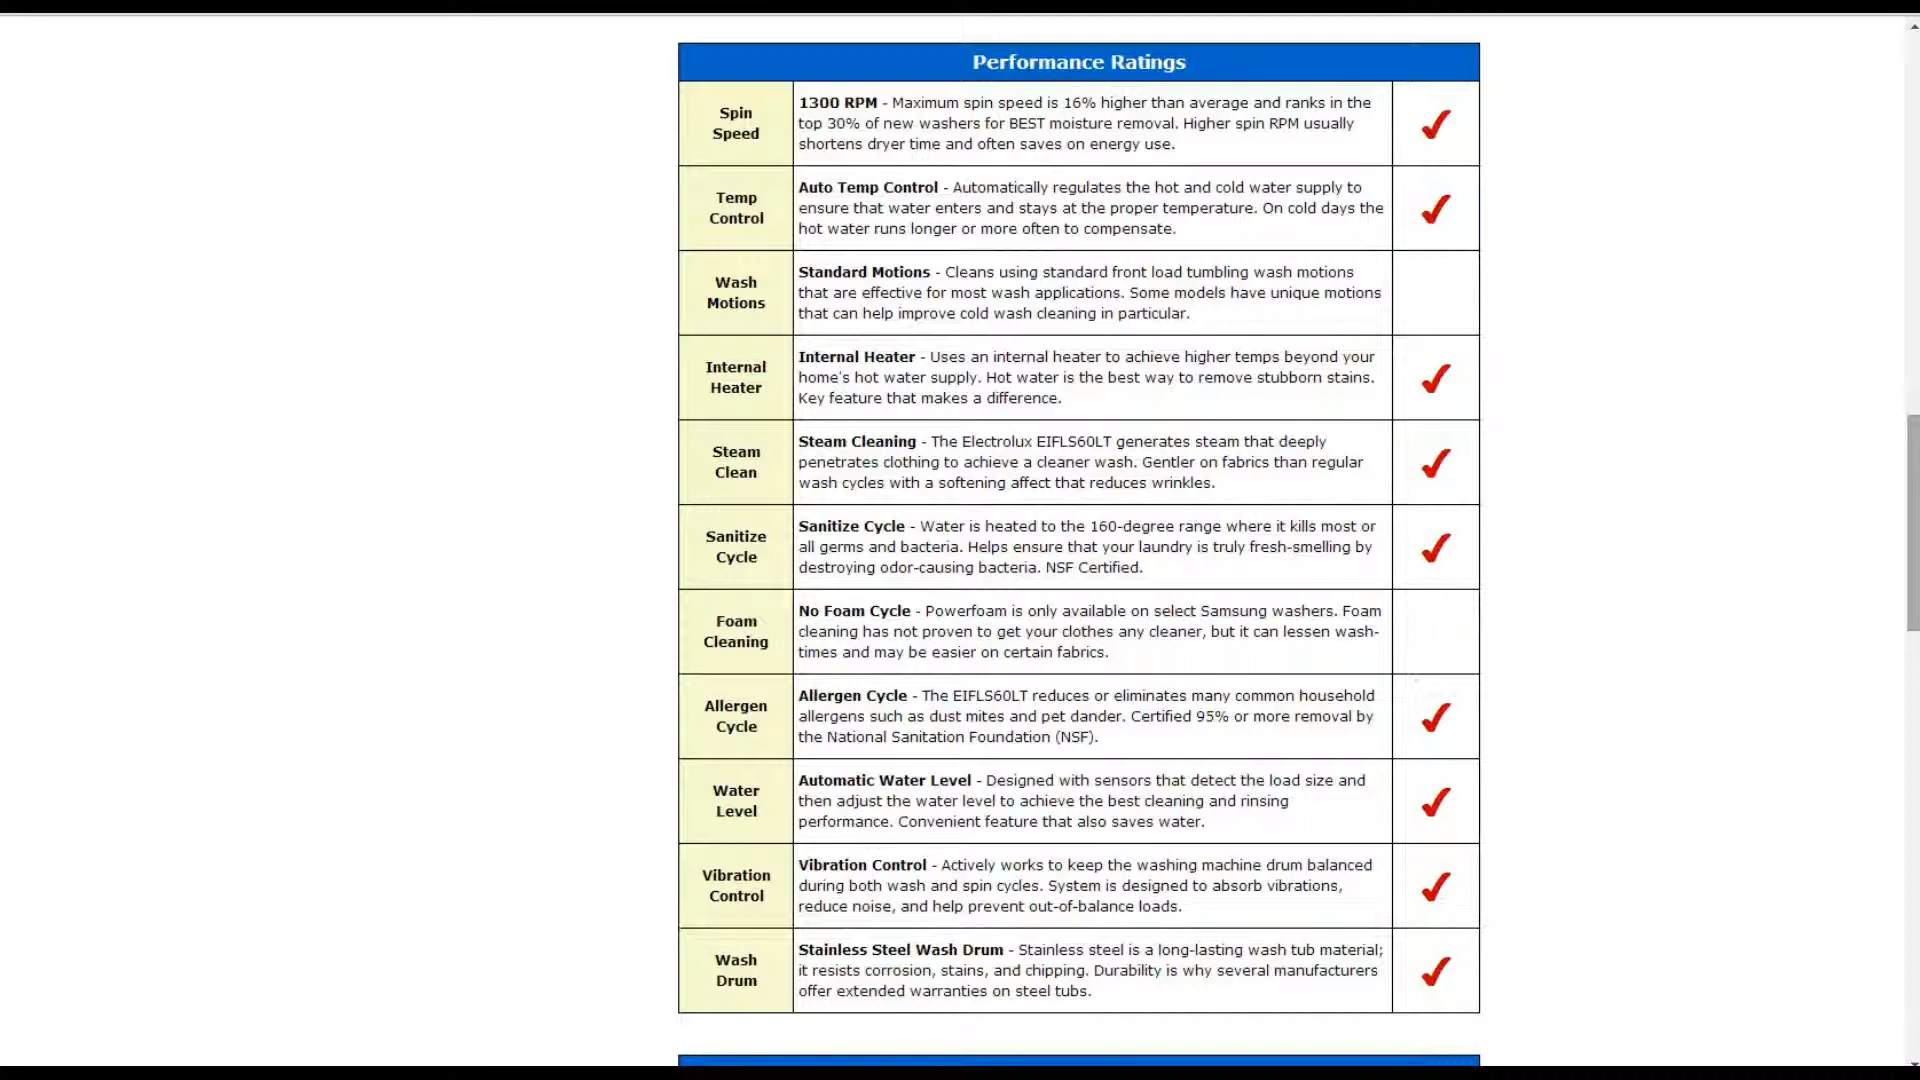 Performance Ratings
Spin
Speed
1300 RPM - Maximum spin speed is 16% higher than average and ranks in the
top 30% of new washers for BEST moisture removal. Higher spin RPM usually
shortens dryer time and often saves on energy use.
Temp
Control
Auto Temp Control - Automatically regulates the hot and cold water supply to
ensure that water enters and stays at the proper temperature. On cold days the
hot water runs longer or more often to compensate.
Wash
Motions
Standard Motions - Cleans using standard front load tumbling wash motions
that are effective for most wash applications. Some models have unique motions
that can help improve cold wash cleaning in particular.
Internal
Heater
Internal Heater - Uses an internal heater to achieve higher temps beyond your
home's hot water supply. Hot water is the best way to remove stubborn stains.
Key feature that makes a difference.
Steam
Clean
Steam Cleaning - The Electrolux EIFLS60LT generates steam that deeply
penetrates clothing to achieve a cleaner wash. Gentler on fabrics than regular
wash cycles with a softening affect that reduces wrinkles.
Sanitize
Cycle
Sanitize Cycle - Water is heated to the 160-degree range where it kills most or
all germs and bacteria. Helps ensure that your laundry is truly fresh-smelling by
destroying odor-causing bacteria. NSF Certified.
Foam
Cleaning
No Foam Cycle - Powerfoam is only available on select Samsung washers. Foam
cleaning has not proven to get your clothes any cleaner, but it can lessen wash-
times and may be easier on certain fabrics.
Allergen
Cycle
Allergen Cycle - The EIFLS60LT reduces or eliminates many common household
allergens such as dust mites and pet dander. Certified 95% or more removal by
the National Sanitation Foundation (NSF).
Water
Level
Automatic Water Level - Designed with sensors that detect the load size and
then adjust the water level to achieve the best cleaning and rinsing
performance. Convenient feature that also saves water.
Vibration
Control
Vibration Control - Actively works to keep the washing machine drum balanced
during both wash and spin cycles. System is designed to absorb vibrations,
reduce noise, and help prevent out-of-balance loads.
Wash
Drum
Stainless Steel Wash Drum - Stainless steel is a long-lasting wash tub material;
it resists corrosion, stains, and chipping. Durability is why several manufacturers
offer extended warranties on steel tubs.